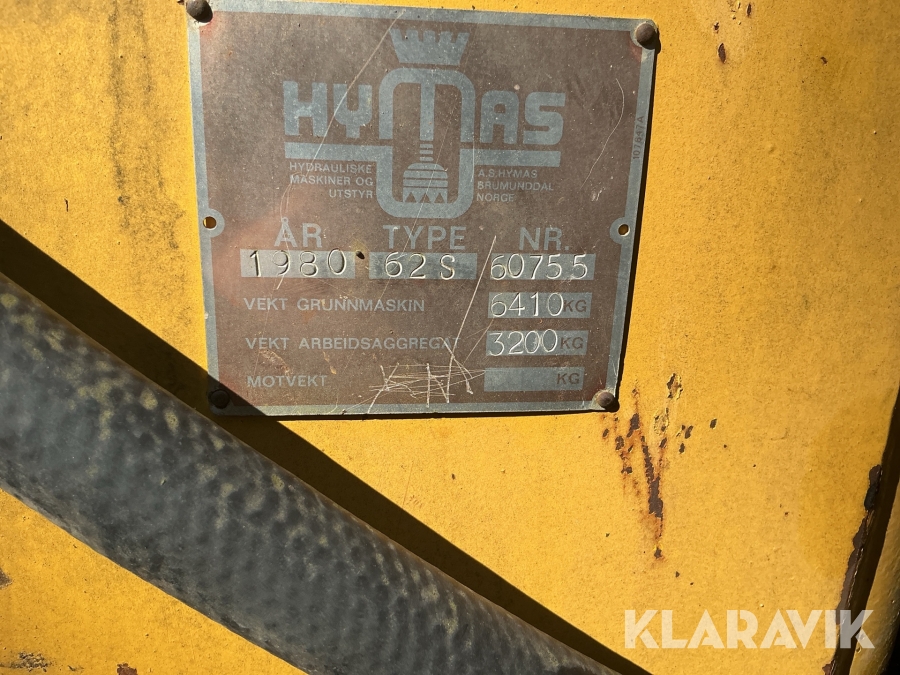 HYMAS
HYDRAULISKE
MASKINER OG
UTSTYR
A.S.HYMAS
BRUMUNDDAL
NORGE
ÅR TYPE NR.
1980 62S 60755
VEKT GRUNNMASKIN 6410 KG
VEKT ARBEIDSAGGREGAT 3200 KG
MOTVEKT KG
KLARAVIK